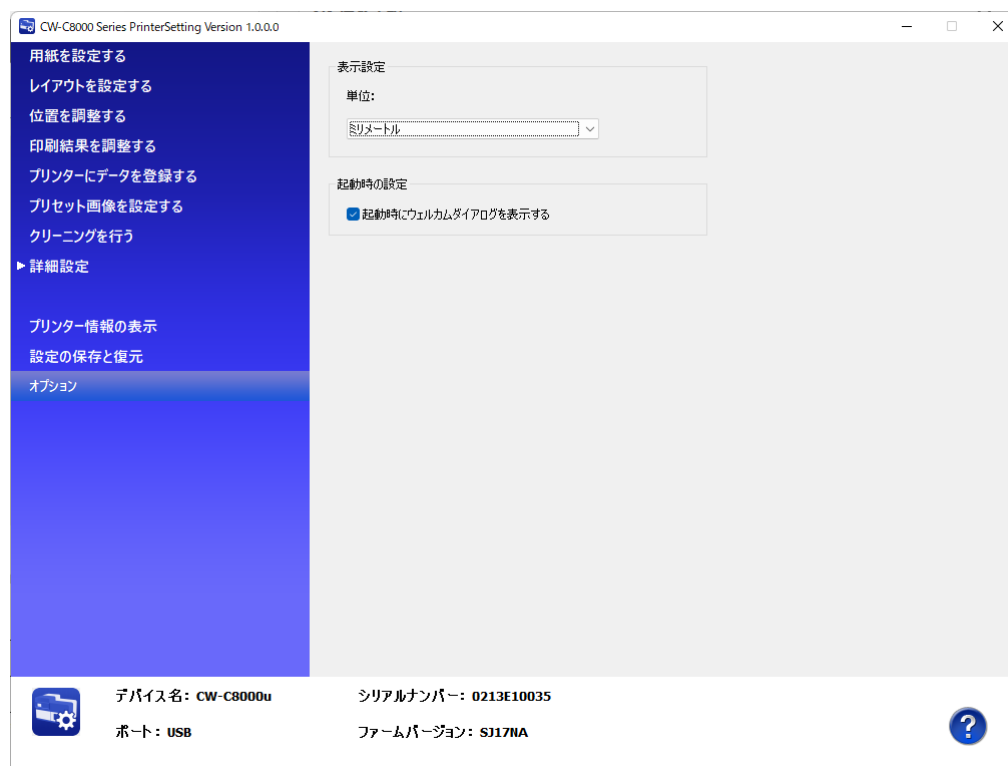 CW-C8000 Series PrinterSetting Version 1.0.0.0
用紙を設定する
レイアウトを設定する
位置を調整する
印刷結果を調整する
プリンターにデータを登録する
プリセット画像を設定する
クリーニングを行う
詳細設定
プリンター情報の表示
設定の保存と復元
オプション
表示設定
単位:
ミリメートル
起動時の設定
起動時にウェルカムダイアログを表示する
デバイス名: CW-C8000u
シリアルナンバー: 0213E10035
ポート: USB
ファームバージョン: SJ17NA
?